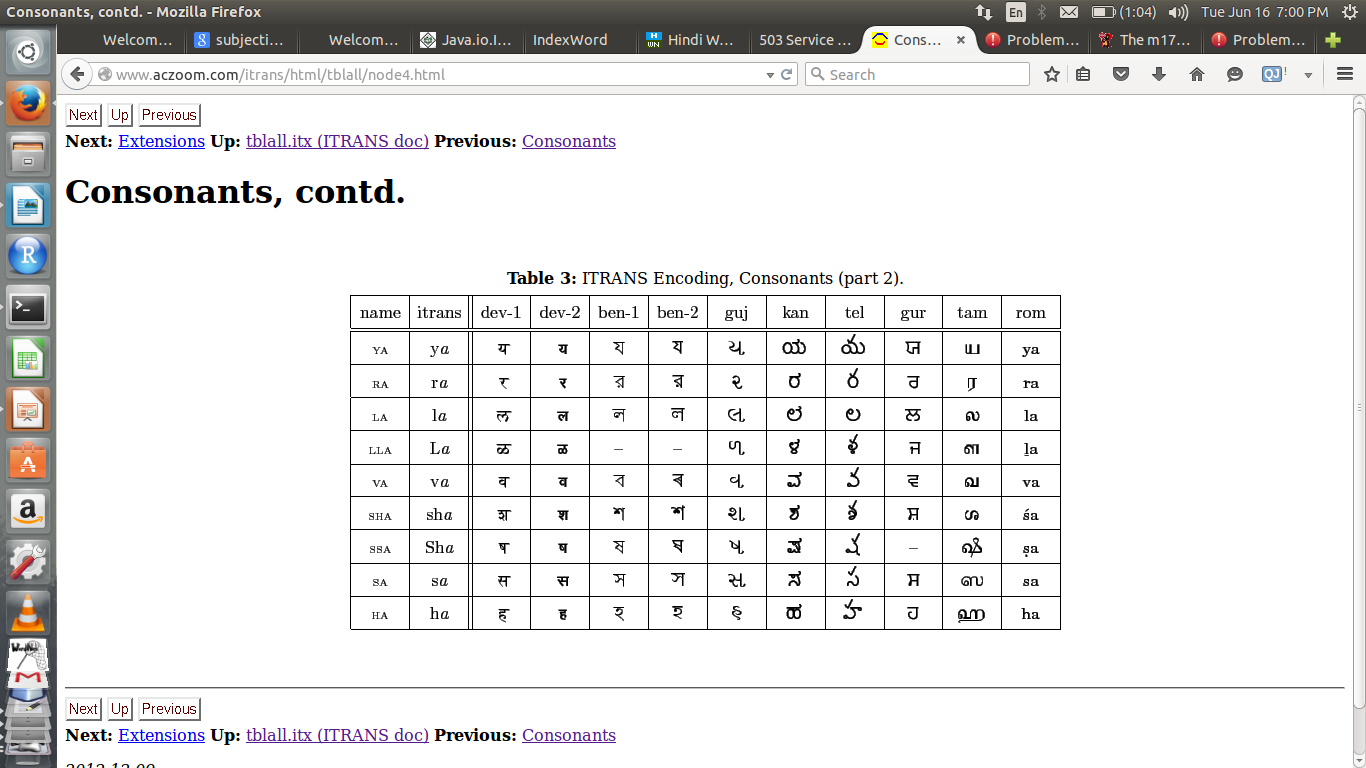 Consonants, contd. - Mozilla Firefox En (1:04) Tue Jun 16 7:00 PM
Welcom... subjecti... Welcom... Java.io.I... IndexWord Hindi W... 503 Service ... Cons... Problem... The m17... Problem...
www.aczoom.com/itrans/html/tblall/node4.html Search
Next Up Previous
Next: Extensions Up: tblall.itx (ITRANS doc) Previous: Consonants
Consonants, contd.
Table 3: ITRANS Encoding, Consonants (part 2).
name itrans dev-1 dev-2 ben-1 ben-2 guj kan tel gur tam rom
YA ya य य য য ય ಯ య ਯ ய ya
RA ra र र র ৰ ર ರ ర ਰ ர ra
LA la ल ल ল ল લ ಲ ల ਲ ல la
LLA La ळ ळ – – ળ ಳ ళ ਜ ள ḻa
VA va व व ব ৰ વ ವ వ ਵ வ va
SHA sha श श শ শ શ ಶ శ ਸ ஶ śa
SSA Sha ष ष ষ ষ ષ ಷ ష – ஷ ṣa
SA sa स स স স સ ಸ స ਸ ஸ sa
HA ha ह ह হ হ હ ಹ హ ਹ ஹ ha
Next Up Previous
Next: Extensions Up: tblall.itx (ITRANS doc) Previous: Consonants